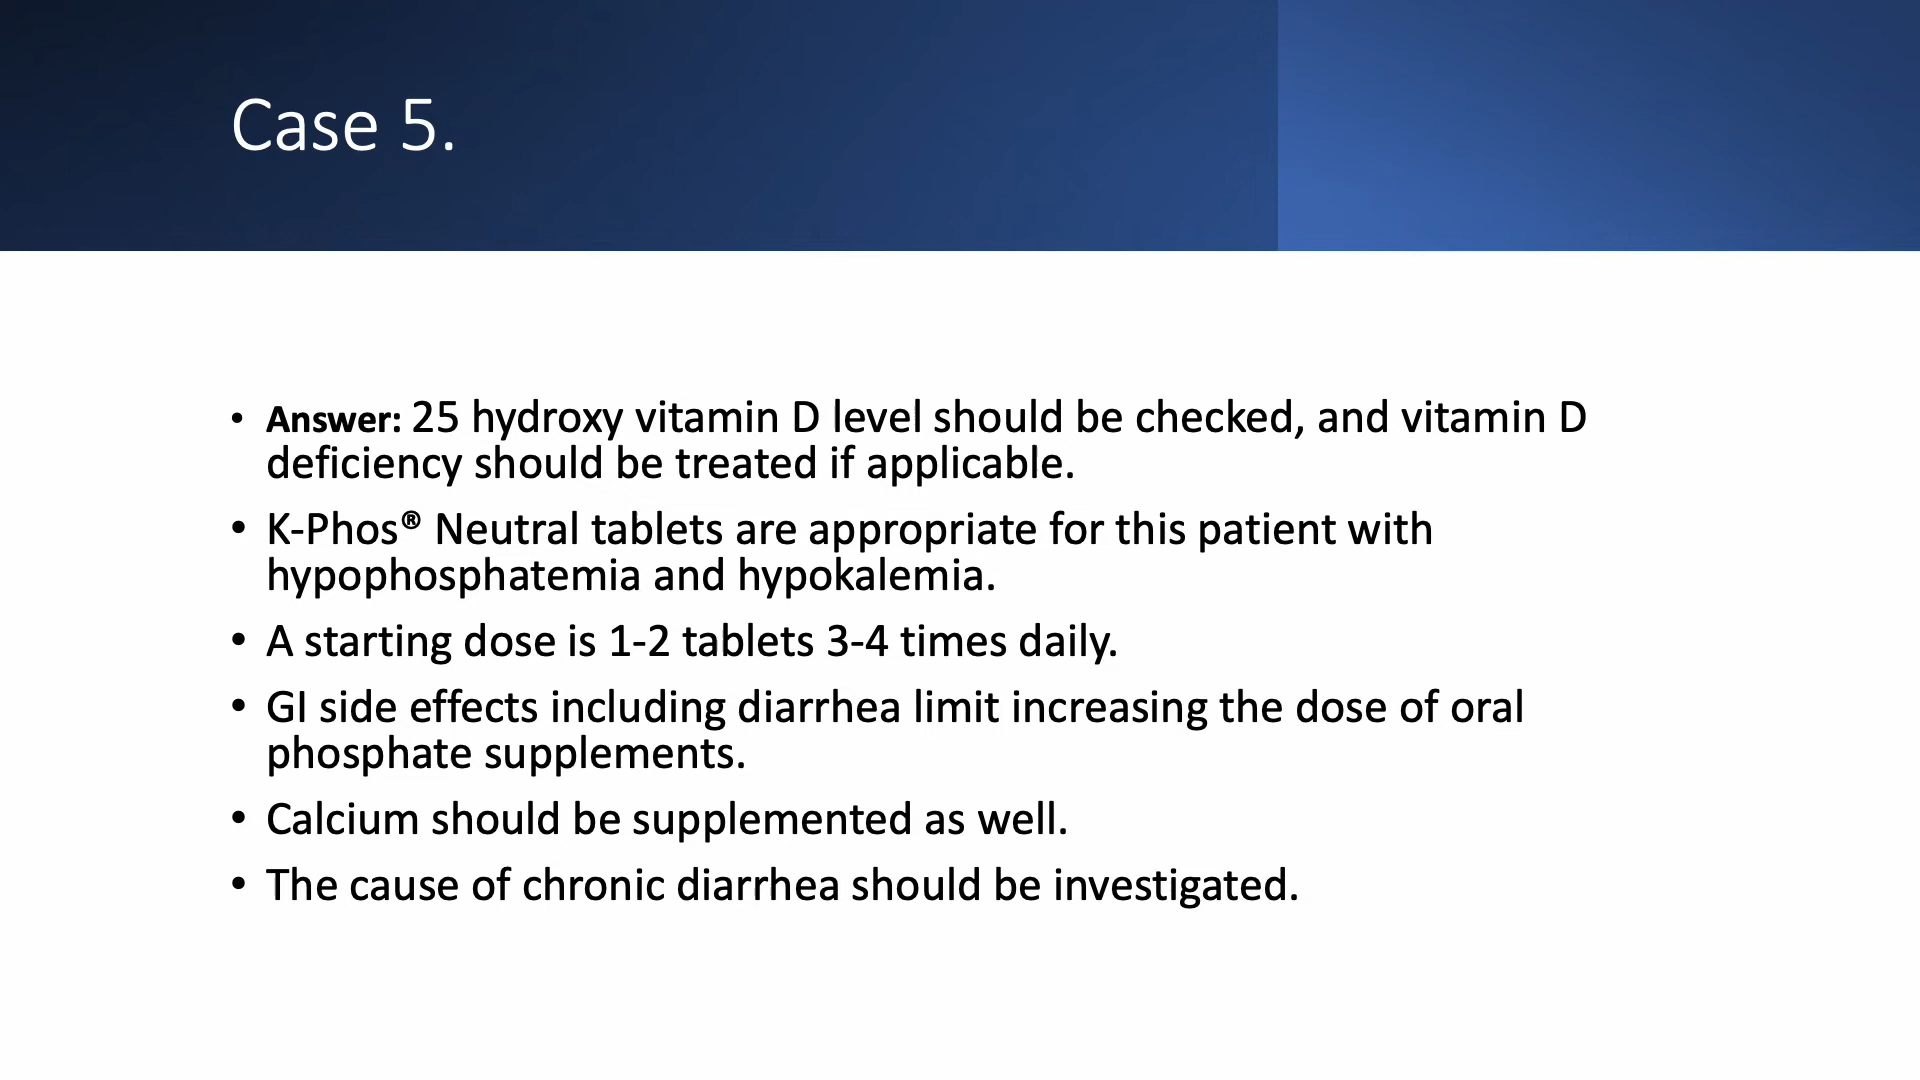 Case 5.
• Answer: 25 hydroxy vitamin D level should be checked, and vitamin D
deficiency should be treated if applicable.
• K-Phos® Neutral tablets are appropriate for this patient with
hypophosphatemia and hypokalemia.
• A starting dose is 1-2 tablets 3-4 times daily.
• GI side effects including diarrhea limit increasing the dose of oral
phosphate supplements.
• Calcium should be supplemented as well.
• The cause of chronic diarrhea should be investigated.